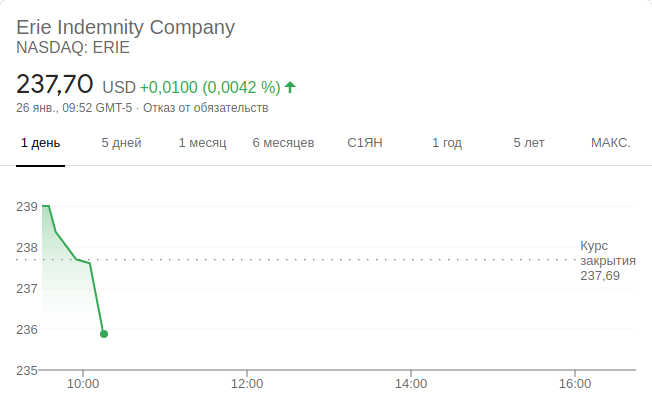 Erie Indemnity Company
NASDAQ: ERIE
237,70 USD +0,0100 (0,0042 %)
26 янв., 09:52 GMT-5 · Отказ от обязательств
1 день 5 дней 1 месяц 6 месяцев С1ЯН 1 год 5 лет МАКС.
239
238
Курс
закрытия
237,69
237
236
235
10:00 12:00 14:00 16:00